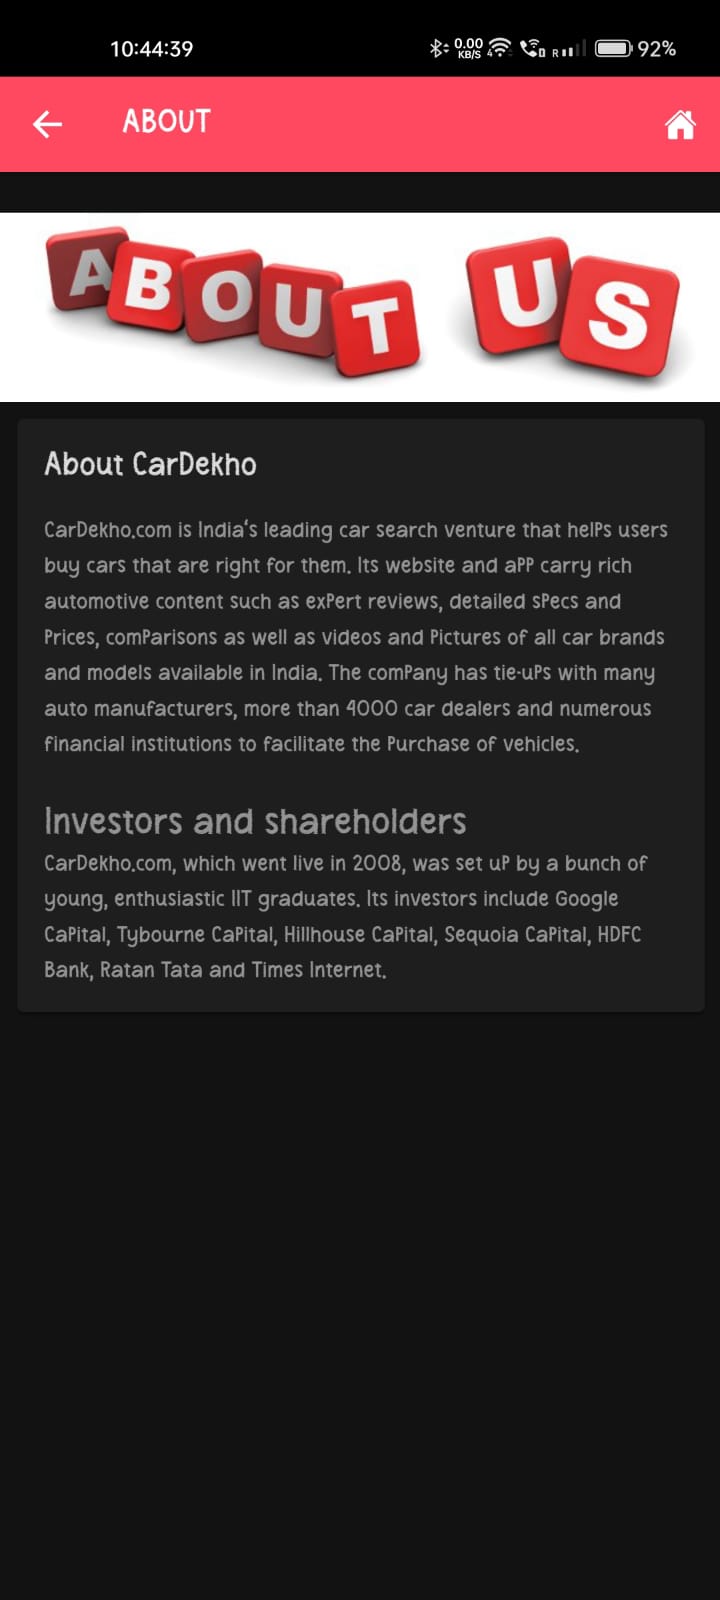 10:44:39 0.00 KB/S 4 R 92%
ABOUT
ABOUT US
About CarDekho
CarDekho.com is India's leading car search venture that helps users
buy cars that are right for them. Its website and app carry rich
automotive content such as expert reviews, detailed specs and
prices, comparisons as well as videos and pictures of all car brands
and models available in India. The company has tie-ups with many
auto manufacturers, more than 4000 car dealers and numerous
financial institutions to facilitate the purchase of vehicles.
Investors and shareholders
CarDekho.com, which went live in 2008, was set up by a bunch of
young, enthusiastic IIT graduates. Its investors include Google
Capital, Tybourne Capital, Hillhouse Capital, Sequoia Capital, HDFC
Bank, Ratan Tata and Times Internet.